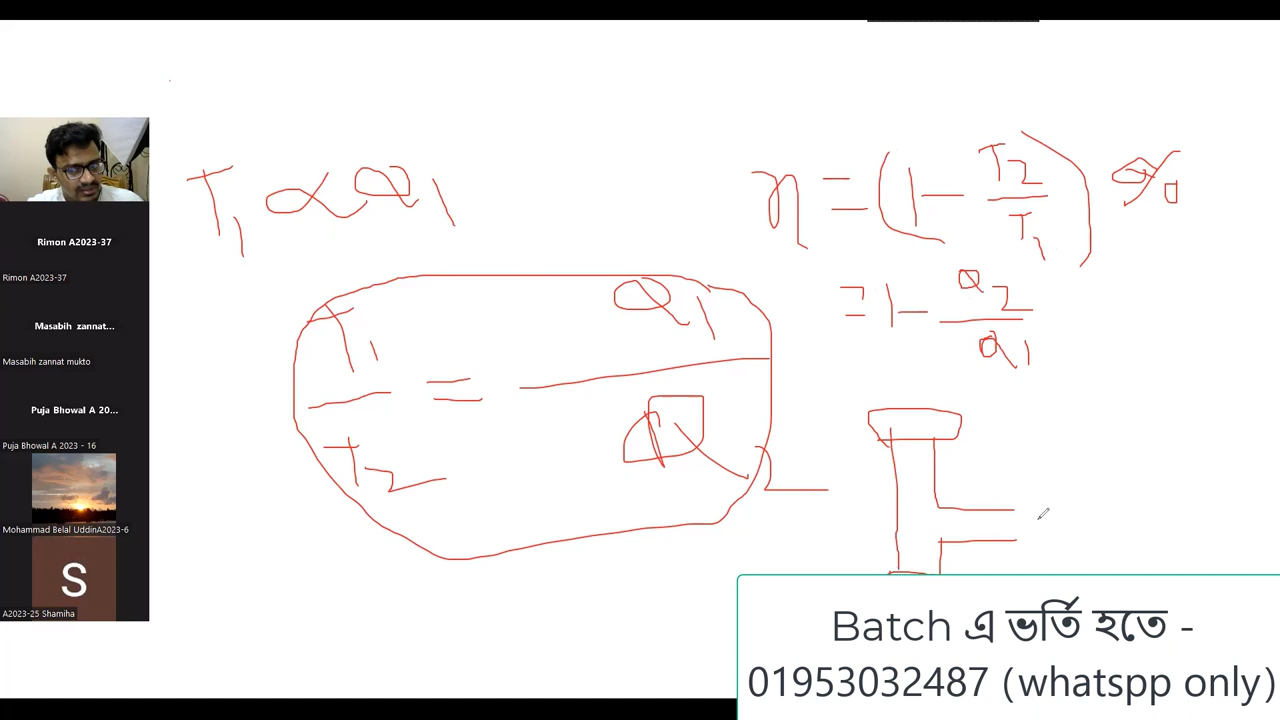 Rimon A2023-37
Rimon A2023-37
Masabih zannat...
Masabih zannat mukto
Puja Bhowal A 20...
Puja Bhowal A 2023 - 16
Mohammad Belal UddinA2023-6
S
A2023-25 Shamiha
T₁ ∝ Q₁
T₁/T₂ = Q₁/Q₂
η = (1 - T₂/T₁) %
= 1 - Q₂/Q₁
Batch এ ভর্তি হতে -
01953032487 (whatspp only)